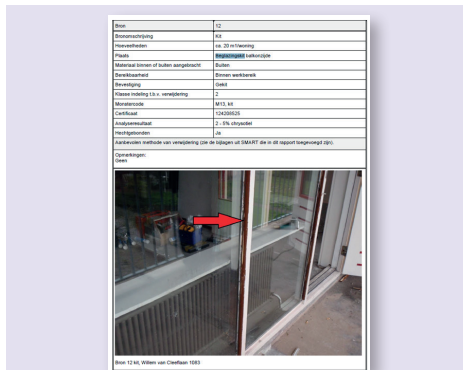 Bron 12
Bronomschrijving Kit
Hoeveelheden ca. 20 m1/woning
Plaats Beglazingskit balkonzijde
Materiaal binnen of buiten aangebracht Buiten
Bereikbaarheid Binnen werkbereik
Bevestiging Gekit
Klasse indeling t.b.v. verwijdering 2
Monstercode M13, kit
Certificaat 124208525
Analyseresultaat 2 - 5% chrysotiel
Hechtgebonden Ja
Aanbevolen methode van verwijdering (zie de bijlagen uit SMART die in dit rapport toegevoegd zijn).
Opmerkingen:
Geen
Bron 12 kit, Willem van Cleeflaan 1083